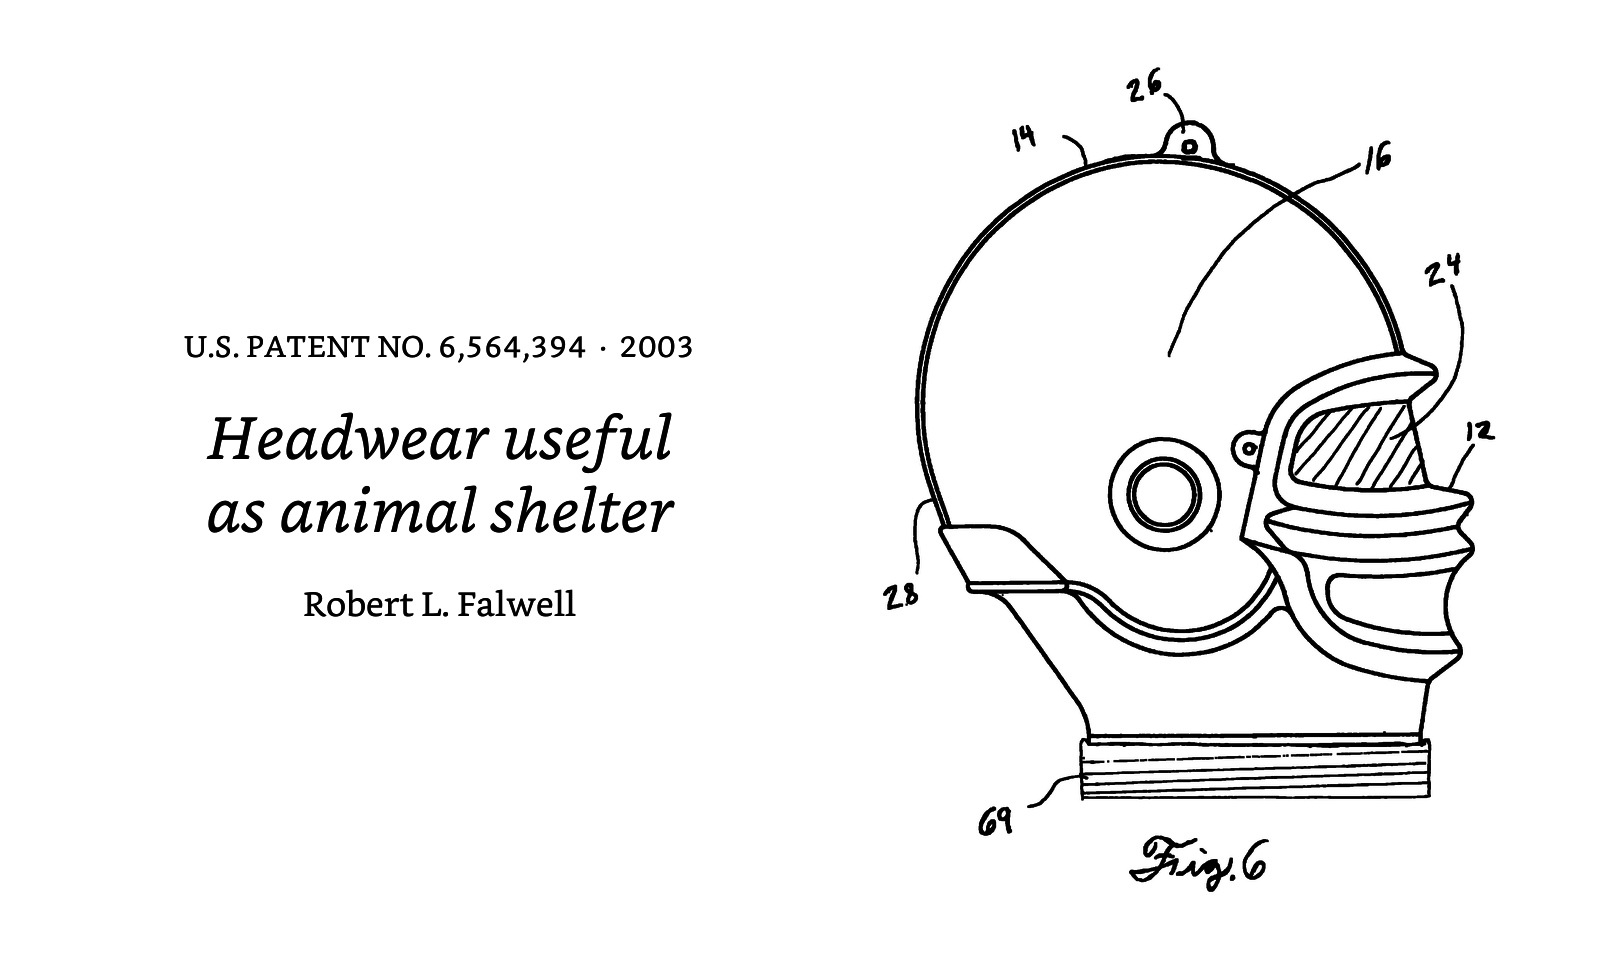 U.S. PATENT NO. 6,564,394 · 2003
Headwear useful
as animal shelter
Robert L. Falwell
26
14
16
24
12
28
69
Fig. 6